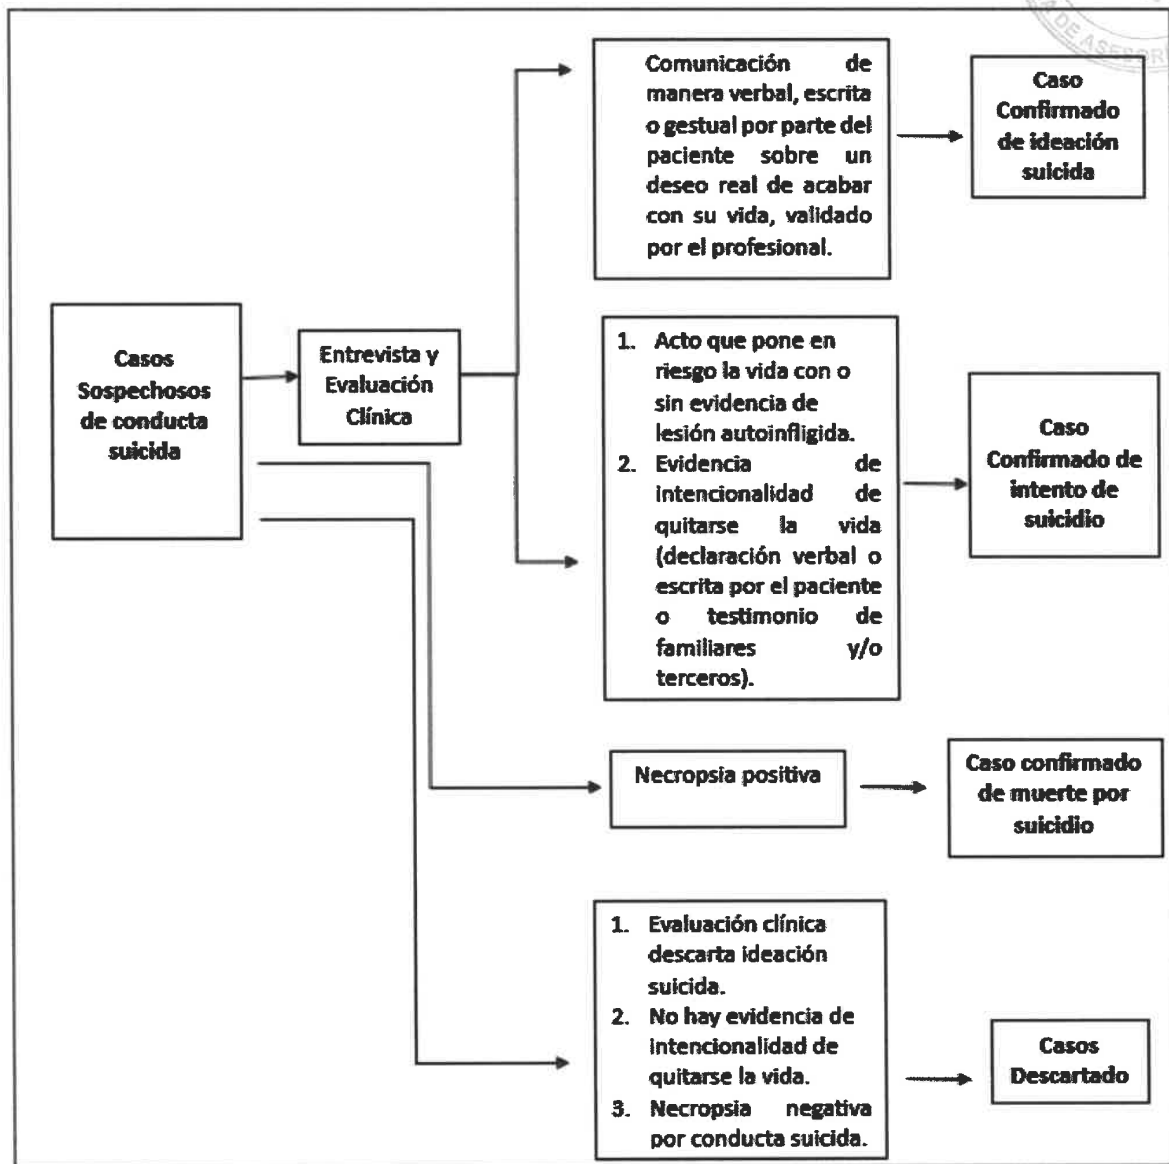 Comunicación de
manera verbal, escrita
o gestual por parte del
paciente sobre un
deseo real de acabar
con su vida, validado
por el profesional.
Caso
Confirmado
de ideación
suicida
Casos
Sospechosos
de conducta
suicida
Entrevista y
Evaluación
Clínica
1. Acto que pone en
riesgo la vida con o
sin evidencia de
lesión autoinfligida.
2. Evidencia de
intencionalidad de
quitarse la vida
(declaración verbal o
escrita por el paciente
o testimonio de
familiares y/o
terceros).
Caso
Confirmado de
intento de
suicidio
Necropsia positiva
Caso confirmado
de muerte por
suicidio
1. Evaluación clínica
descarta ideación
suicida.
2. No hay evidencia de
intencionalidad de
quitarse la vida.
3. Necropsia negativa
por conducta suicida.
Casos
Descartado